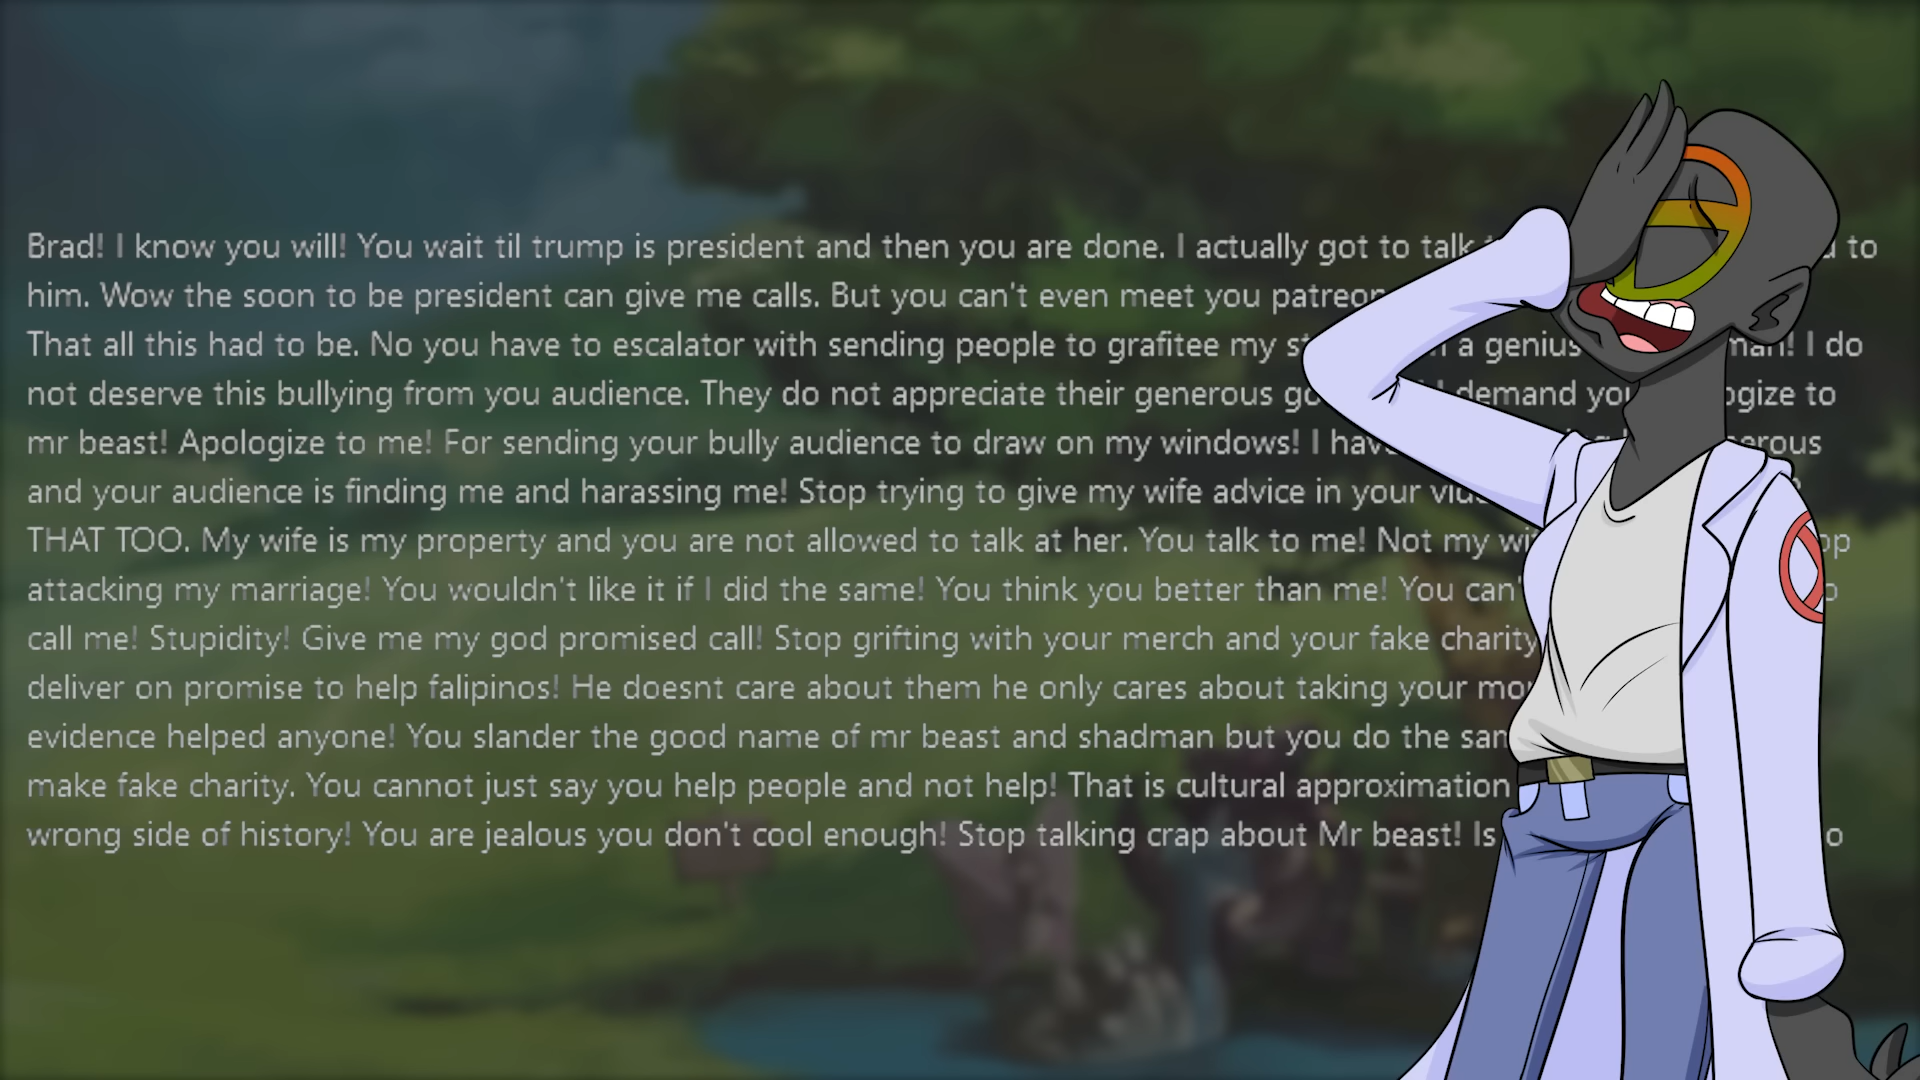 Brad! I know you will! You wait til trump is president and then you are done. I actually got to talk to
him. Wow the soon to be president can give me calls. But you can't even meet you patreon
That all this had to be. No you have to escalator with sending people to grafitee my a genius man! I do
not deserve this bullying from you audience. They do not appreciate their generous demand you to
mr beast! Apologize to me! For sending your bully audience to draw on my windows! I have
and your audience is finding me and harassing me! Stop trying to give my wife advice in your
THAT TOO. My wife is my property and you are not allowed to talk at her. You talk to me! Not my
attacking my marriage! You wouldn't like it if I did the same! You think you better than me! You can't
call me! Stupidity! Give me my god promised call! Stop grifting with your merch and your fake charity
deliver on promise to help falipinos! He doesnt care about them he only cares about taking your
evidence helped anyone! You slander the good name of mr beast and shadman but you do the
make fake charity. You cannot just say you help people and not help! That is cultural approximation
wrong side of history! You are jealous you don't cool enough! Stop talking crap about Mr beast! Is